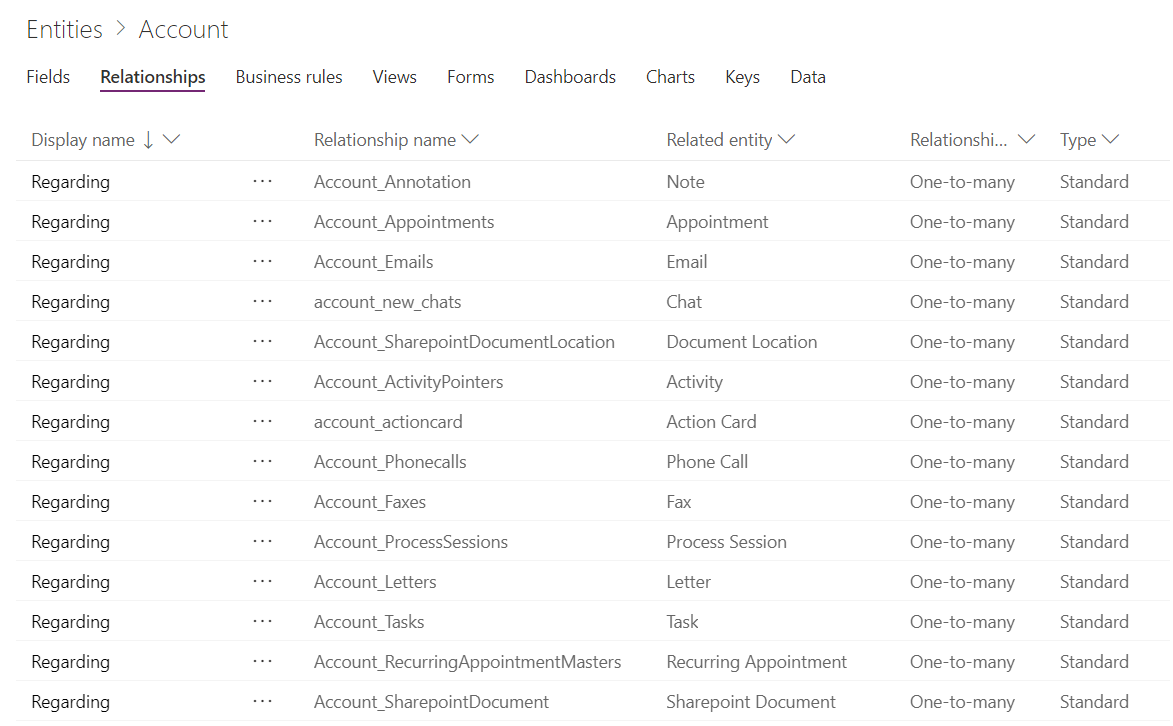 Entities > Account
Fields Relationships Business rules Views Forms Dashboards Charts Keys Data
Display name ↓ Relationship name Related entity Relationshi... Type
Regarding ... Account_Annotation Note One-to-many Standard
Regarding ... Account_Appointments Appointment One-to-many Standard
Regarding ... Account_Emails Email One-to-many Standard
Regarding ... account_new_chats Chat One-to-many Standard
Regarding ... Account_SharepointDocumentLocation Document Location One-to-many Standard
Regarding ... Account_ActivityPointers Activity One-to-many Standard
Regarding ... account_actioncard Action Card One-to-many Standard
Regarding ... Account_Phonecalls Phone Call One-to-many Standard
Regarding ... Account_Faxes Fax One-to-many Standard
Regarding ... Account_ProcessSessions Process Session One-to-many Standard
Regarding ... Account_Letters Letter One-to-many Standard
Regarding ... Account_Tasks Task One-to-many Standard
Regarding ... Account_RecurringAppointmentMasters Recurring Appointment One-to-many Standard
Regarding ... Account_SharepointDocument Sharepoint Document One-to-many Standard